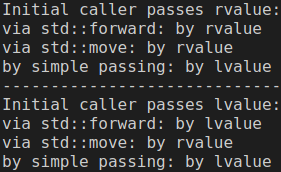 Initial caller passes rvalue:
via std::forward: by rvalue
via std::move: by rvalue
by simple passing: by lvalue
-----------------------------
Initial caller passes lvalue:
via std::forward: by lvalue
via std::move: by rvalue
by simple passing: by lvalue